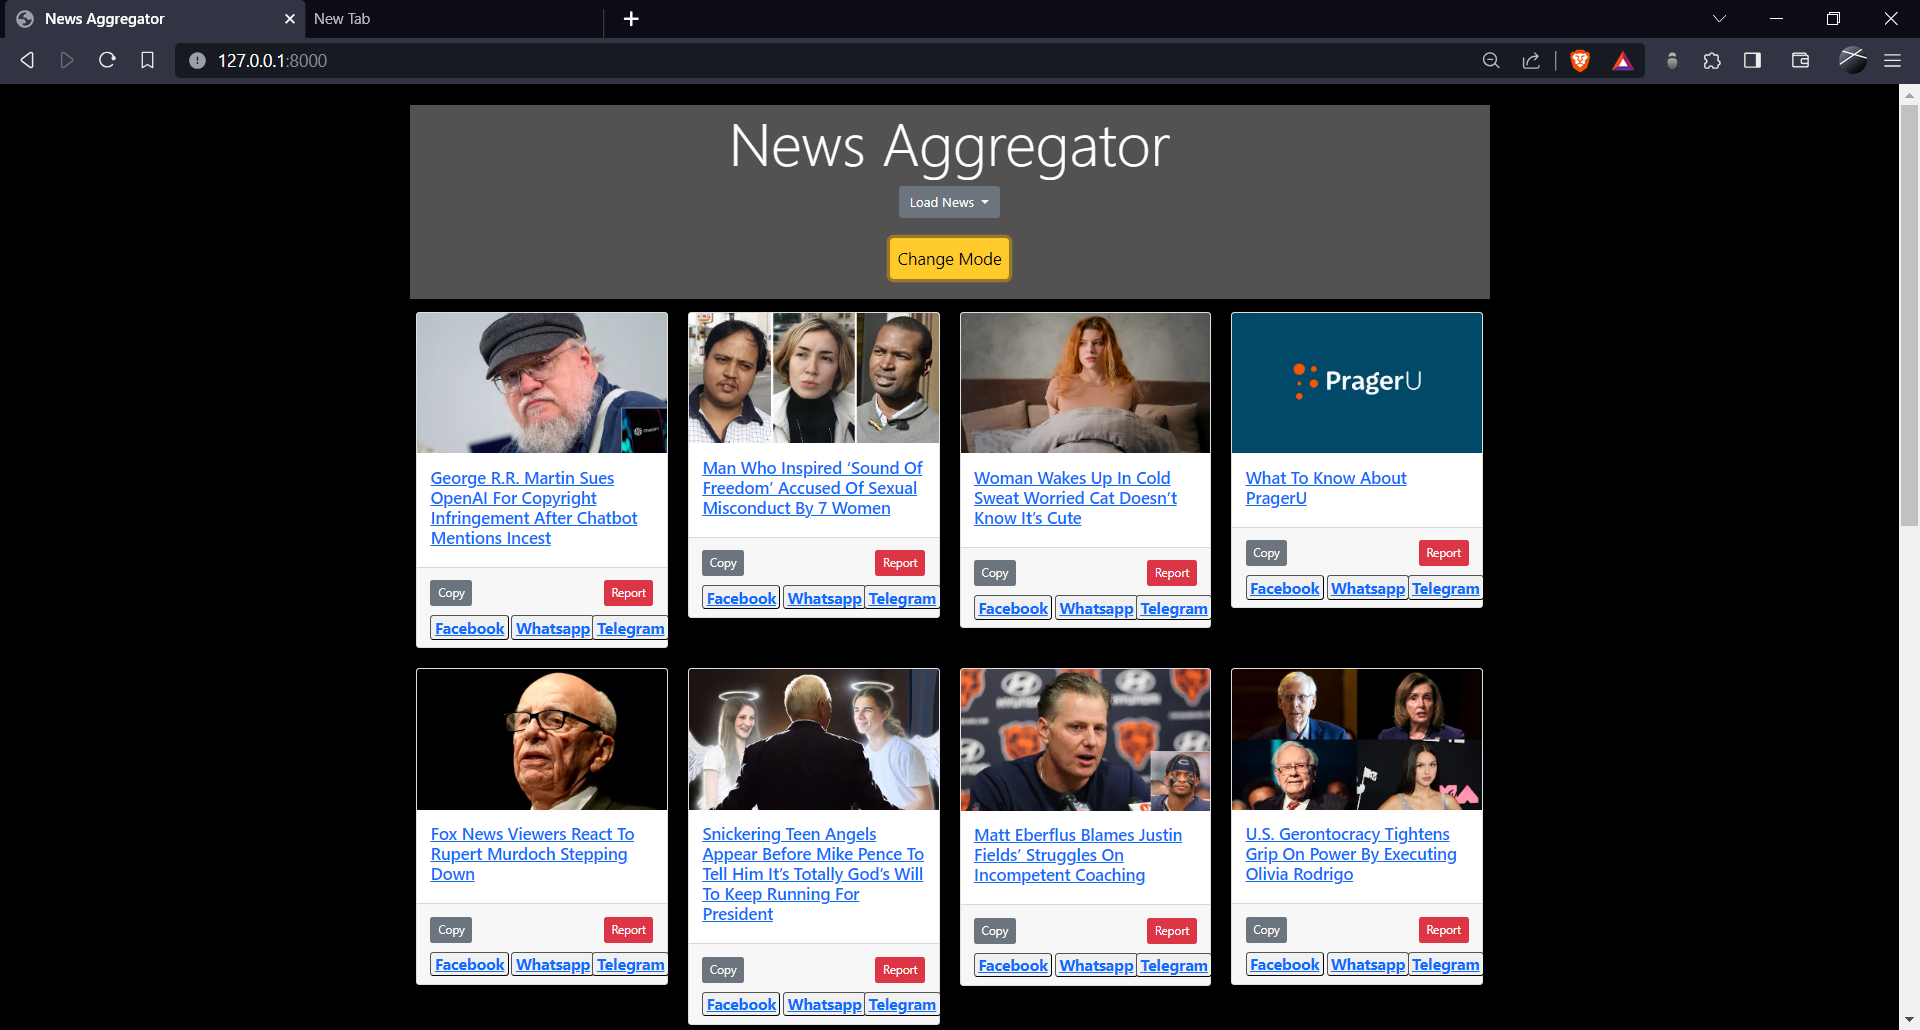 News Aggregator
New Tab
127.0.0.1:8000
News Aggregator
Load News
Change Mode
PragerU
ChatGPT
George R.R. Martin Sues
OpenAI For Copyright
Infringement After Chatbot
Mentions Incest
Copy
Report
Facebook Whatsapp Telegram
Man Who Inspired ‘Sound Of
Freedom’ Accused Of Sexual
Misconduct By 7 Women
Copy
Report
Facebook Whatsapp Telegram
Woman Wakes Up In Cold
Sweat Worried Cat Doesn’t
Know It’s Cute
Copy
Report
Facebook Whatsapp Telegram
What To Know About
PragerU
Copy
Report
Facebook Whatsapp Telegram
Fox News Viewers React To
Rupert Murdoch Stepping
Down
Copy
Report
Facebook Whatsapp Telegram
Snickering Teen Angels
Appear Before Mike Pence To
Tell Him It’s Totally God’s Will
To Keep Running For
President
Copy
Report
Facebook Whatsapp Telegram
HYUNDAI
Matt Eberflus Blames Justin
Fields’ Struggles On
Incompetent Coaching
Copy
Report
Facebook Whatsapp Telegram
U.S. Gerontocracy Tightens
Grip On Power By Executing
Olivia Rodrigo
Copy
Report
Facebook Whatsapp Telegram